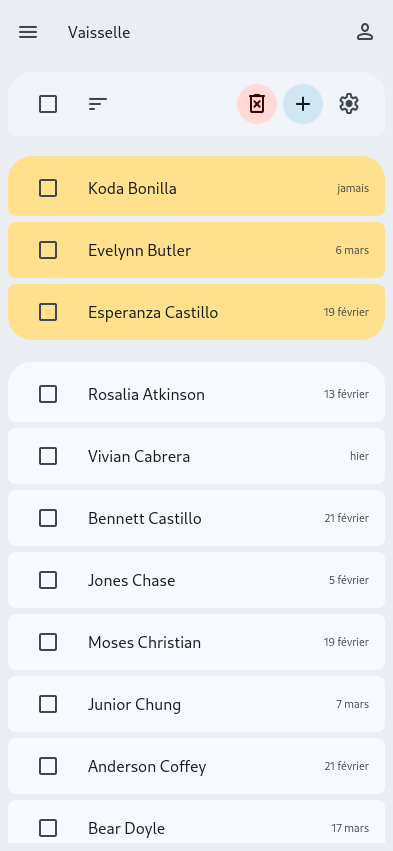 Vaisselle
Koda Bonilla jamais
Evelynn Butler 6 mars
Esperanza Castillo 19 février
Rosalia Atkinson 13 février
Vivian Cabrera hier
Bennett Castillo 21 février
Jones Chase 5 février
Moses Christian 19 février
Junior Chung 7 mars
Anderson Coffey 21 février
Bear Doyle 17 mars